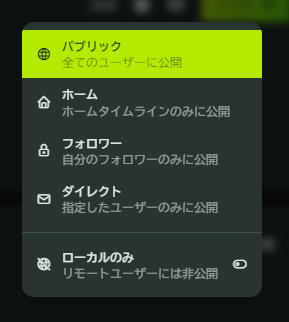 パブリック
全てのユーザーに公開
ホーム
ホームタイムラインのみに公開
フォロワー
自分のフォロワーのみに公開
ダイレクト
指定したユーザーのみに公開
ローカルのみ
リモートユーザーには非公開